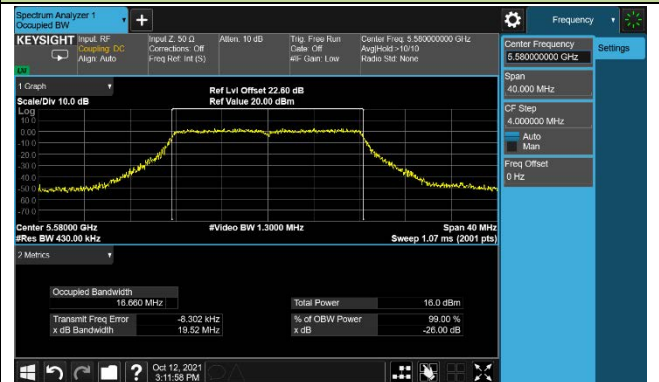 Spectrum Analyzer 1
Occupied BW
Frequency
KEYSIGHT
Input: RF
Coupling: DC
Align: Auto
Input Z: 50 Ω
Corrections: Off
Freq Ref: Int (S)
Atten: 10 dB
Trig: Free Run
Gate: Off
#IF Gain: Low
Center Freq: 5.580000000 GHz
Avg|Hold:>10/10
Radio Std: None
Center Frequency
5.580000000 GHz
Settings
Span
40.000 MHz
CF Step
4.000000 MHz
Auto
Man
Freq Offset
0 Hz
1 Graph
Scale/Div 10.0 dB
Ref Lvl Offset 22.60 dB
Ref Value 20.00 dBm
Log
10.0
0.00
-10.0
-20.0
-30.0
-40.0
-50.0
-60.0
-70.0
Center 5.58000 GHz
#Res BW 430.00 kHz
#Video BW 1.3000 MHz
Span 40 MHz
Sweep 1.07 ms (2001 pts)
2 Metrics
Occupied Bandwidth
16.660 MHz
Total Power 16.0 dBm
Transmit Freq Error -8.302 kHz
% of OBW Power 99.00 %
x dB Bandwidth 19.52 MHz
x dB -26.00 dB
?
Oct 12, 2021
3:11:58 PM